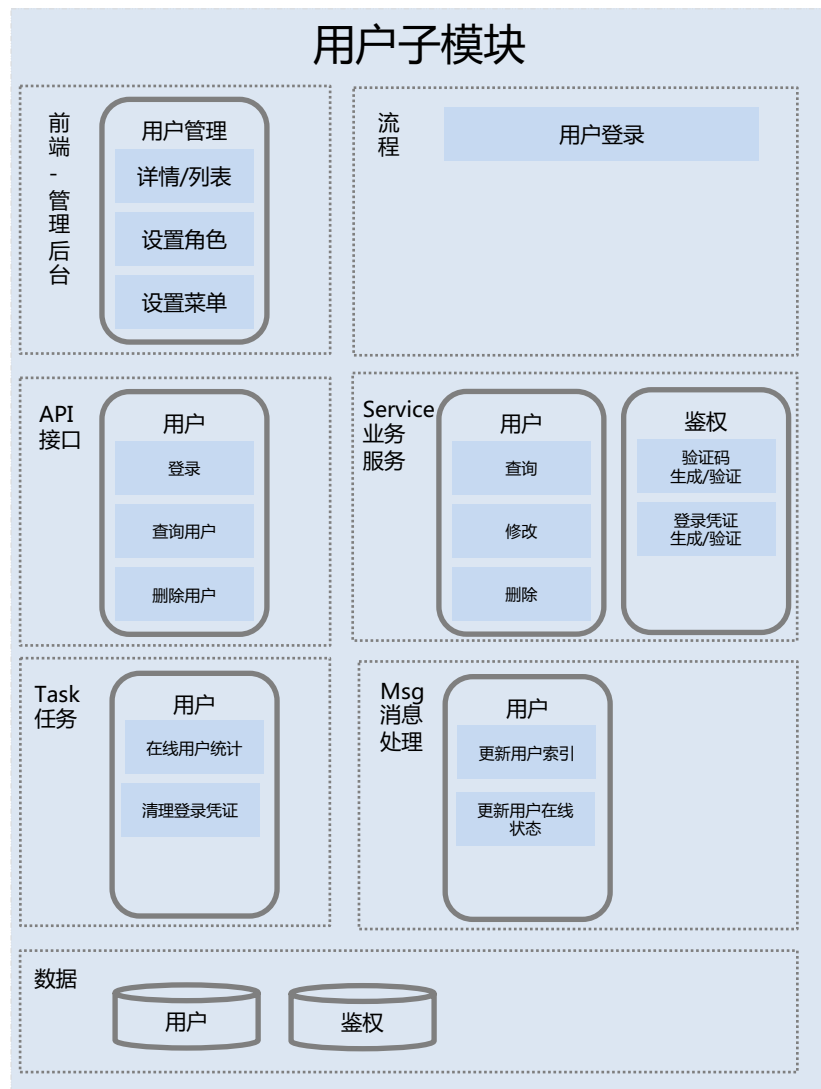 用户子模块
前
端
-
管
理
后
台
用户管理
详情/列表
设置角色
设置菜单
流
程
用户登录
API
接口
用户
登录
查询用户
删除用户
Service
业务
服务
用户
查询
修改
删除
鉴权
验证码
生成/验证
登录凭证
生成/验证
Task
任务
用户
在线用户统计
清理登录凭证
Msg
消息
处理
用户
更新用户索引
更新用户在线
状态
数据
用户
鉴权